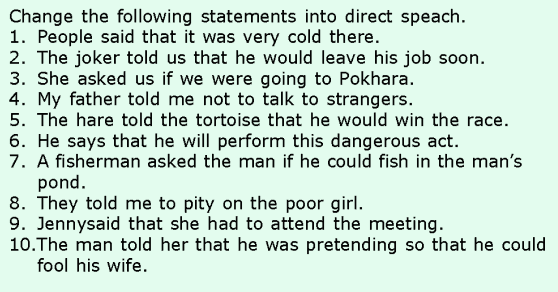 Change the following statements into direct speach.
1. People said that it was very cold there.
2. The joker told us that he would leave his job soon.
3. She asked us if we were going to Pokhara.
4. My father told me not to talk to strangers.
5. The hare told the tortoise that he would win the race.
6. He says that he will perform this dangerous act.
7. A fisherman asked the man if he could fish in the man's
pond.
8. They told me to pity on the poor girl.
9. Jennysaid that she had to attend the meeting.
10.The man told her that he was pretending so that he could
fool his wife.